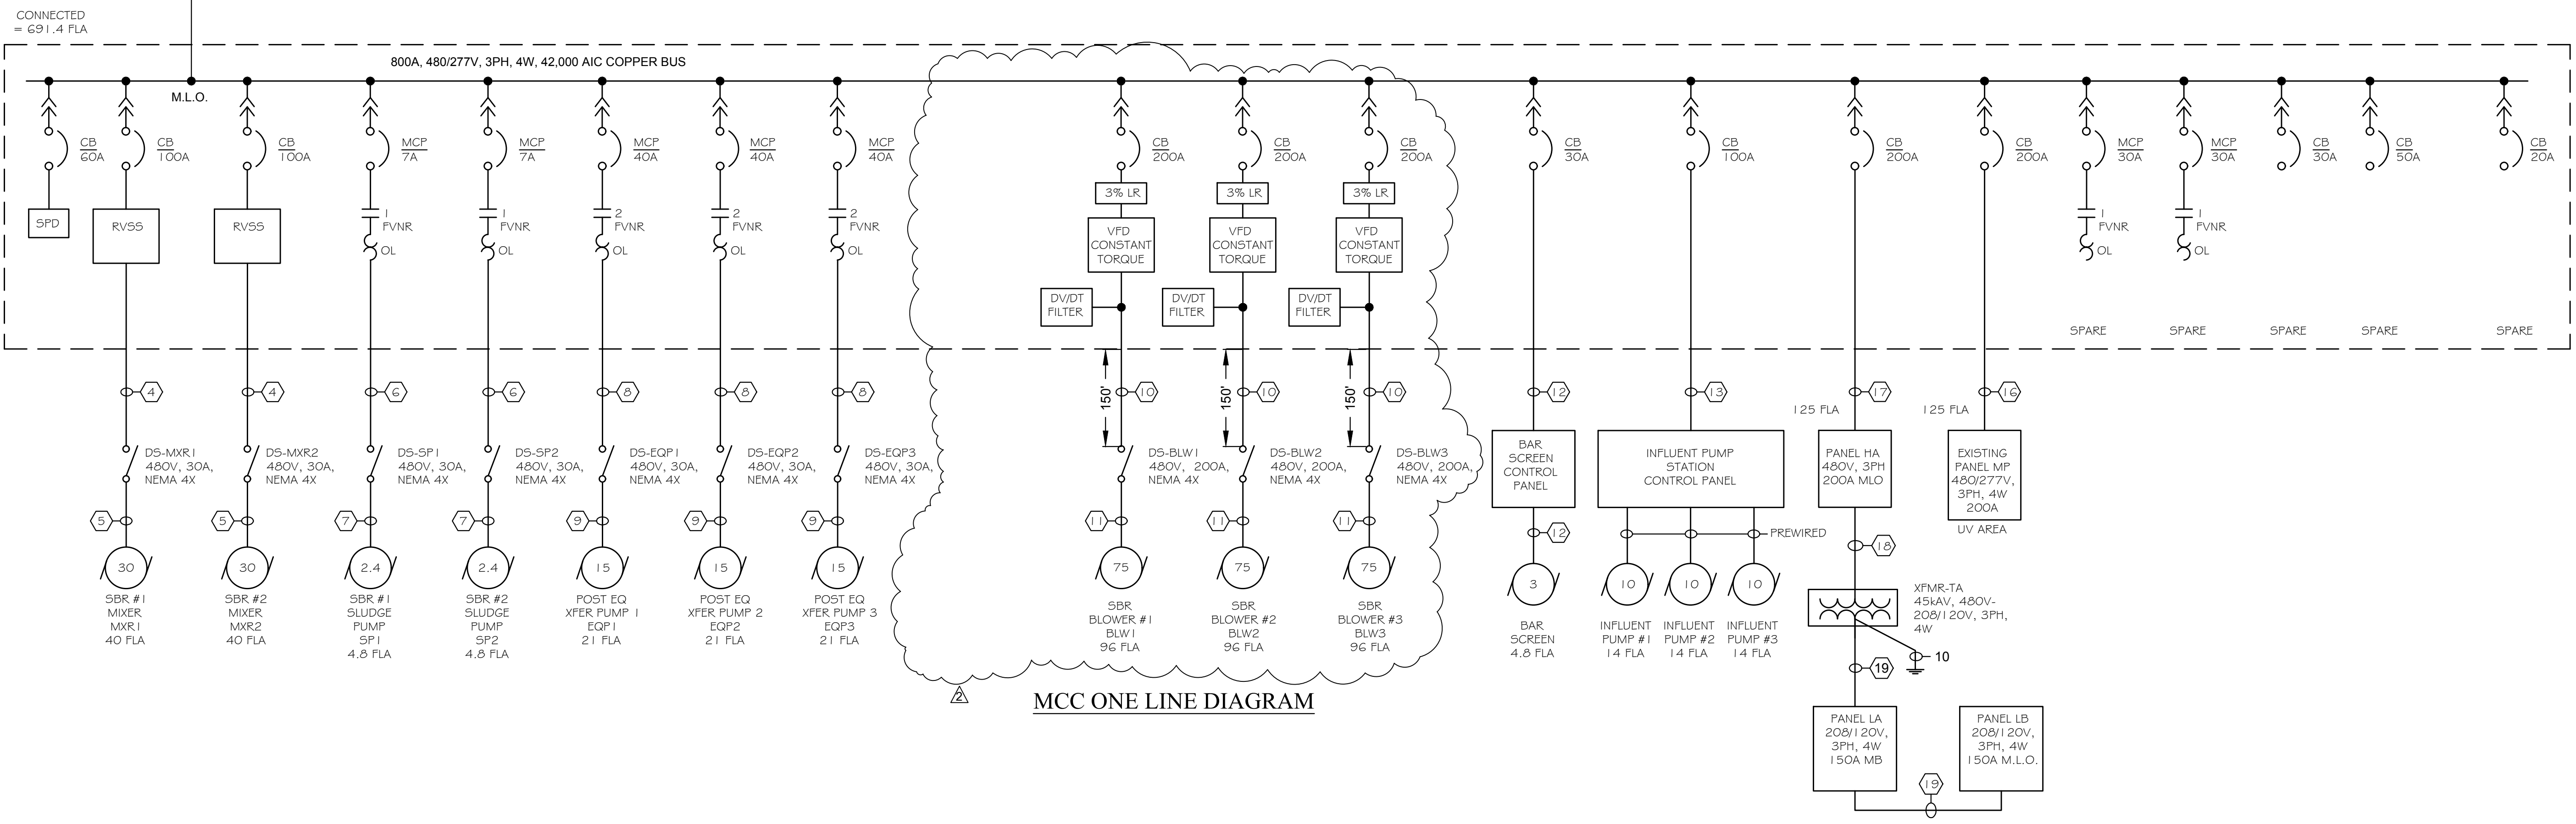 CONNECTED
= 691.4 FLA
800A, 480/277V, 3PH, 4W, 42,000 AIC COPPER BUS
M.L.O.
CB
60A
CB
100A
CB
100A
MCP
7A
MCP
7A
MCP
40A
MCP
40A
MCP
40A
CB
200A
CB
200A
CB
200A
CB
30A
CB
100A
CB
200A
CB
200A
MCP
30A
MCP
30A
CB
30A
CB
50A
CB
20A
SPD
RVSS
RVSS
1
FVNR
OL
1
FVNR
OL
2
FVNR
OL
2
FVNR
OL
2
FVNR
OL
3% LR
VFD
CONSTANT
TORQUE
DV/DT
FILTER
3% LR
VFD
CONSTANT
TORQUE
DV/DT
FILTER
3% LR
VFD
CONSTANT
TORQUE
DV/DT
FILTER
1
FVNR
OL
1
FVNR
OL
SPARE
SPARE
SPARE
SPARE
SPARE
4
4
6
6
8
8
8
150'
10
150'
10
150'
10
12
13
17
16
125 FLA
125 FLA
DS-MXR1
480V, 30A,
NEMA 4X
DS-MXR2
480V, 30A,
NEMA 4X
DS-SP1
480V, 30A,
NEMA 4X
DS-SP2
480V, 30A,
NEMA 4X
DS-EQP1
480V, 30A,
NEMA 4X
DS-EQP2
480V, 30A,
NEMA 4X
DS-EQP3
480V, 30A,
NEMA 4X
DS-BLW1
480V, 200A,
NEMA 4X
DS-BLW2
480V, 200A,
NEMA 4X
DS-BLW3
480V, 200A,
NEMA 4X
BAR
SCREEN
CONTROL
PANEL
INFLUENT PUMP
STATION
CONTROL PANEL
PANEL HA
480V, 3PH
200A MLO
EXISTING
PANEL MP
480/277V,
3PH, 4W
200A
UV AREA
5
5
7
7
9
9
9
11
11
11
12
PREWIRED
18
30
SBR #1
MIXER
MXR1
40 FLA
30
SBR #2
MIXER
MXR2
40 FLA
2.4
SBR #1
SLUDGE
PUMP
SP1
4.8 FLA
2.4
SBR #2
SLUDGE
PUMP
SP2
4.8 FLA
15
POST EQ
XFER PUMP 1
EQP1
21 FLA
15
POST EQ
XFER PUMP 2
EQP2
21 FLA
15
POST EQ
XFER PUMP 3
EQP3
21 FLA
75
SBR
BLOWER #1
BLW1
96 FLA
75
SBR
BLOWER #2
BLW2
96 FLA
75
SBR
BLOWER #3
BLW3
96 FLA
3
BAR
SCREEN
4.8 FLA
10
INFLUENT
PUMP #1
14 FLA
10
INFLUENT
PUMP #2
14 FLA
10
INFLUENT
PUMP #3
14 FLA
XFMR-TA
45kAV, 480V-
208/120V, 3PH,
4W
10
19
2
MCC ONE LINE DIAGRAM
PANEL LA
208/120V,
3PH, 4W
150A MB
PANEL LB
208/120V,
3PH, 4W
150A M.L.O.
19